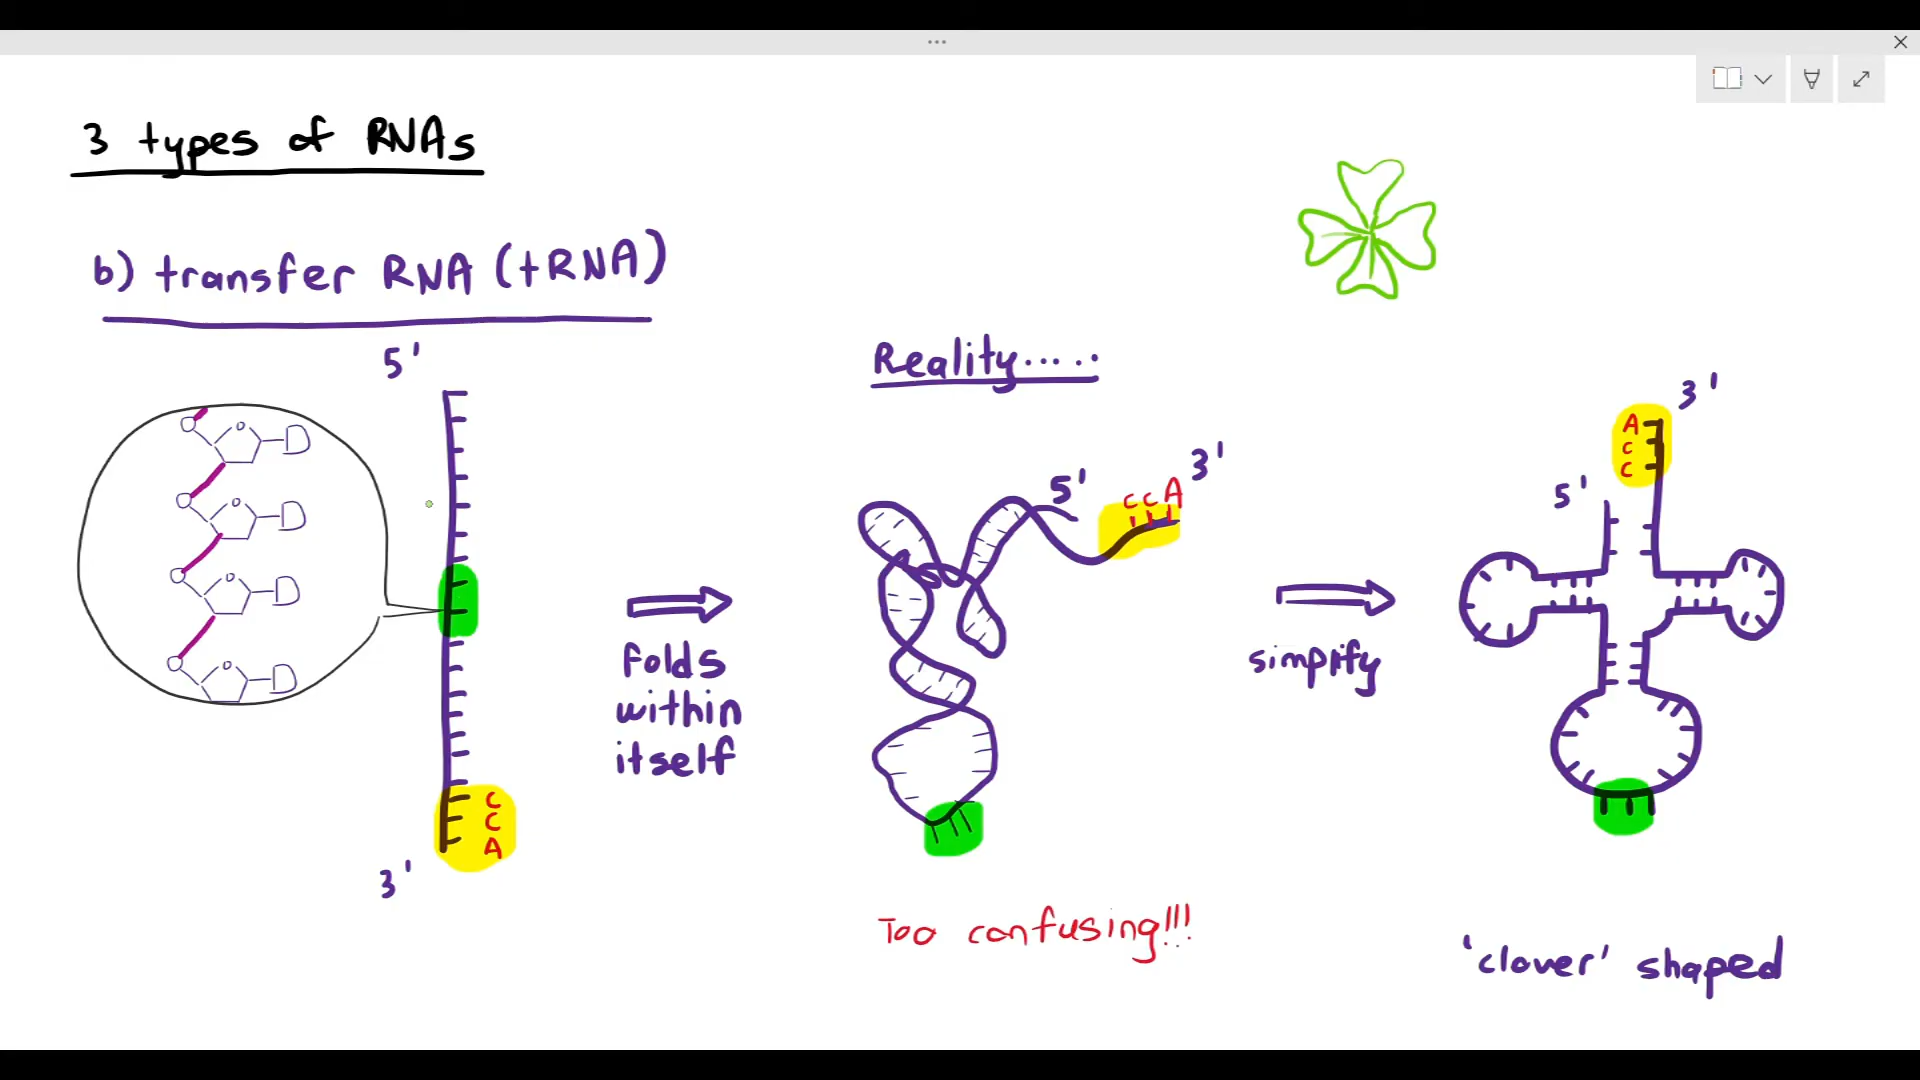 3 types of RNAs
b) transfer RNA (tRNA)
5'
C
C
A
3'
folds
within
itself
Reality.....
5'
CCA
3'
Too confusing!!!
simplify
3'
A
C
C
5'
'clover' shaped